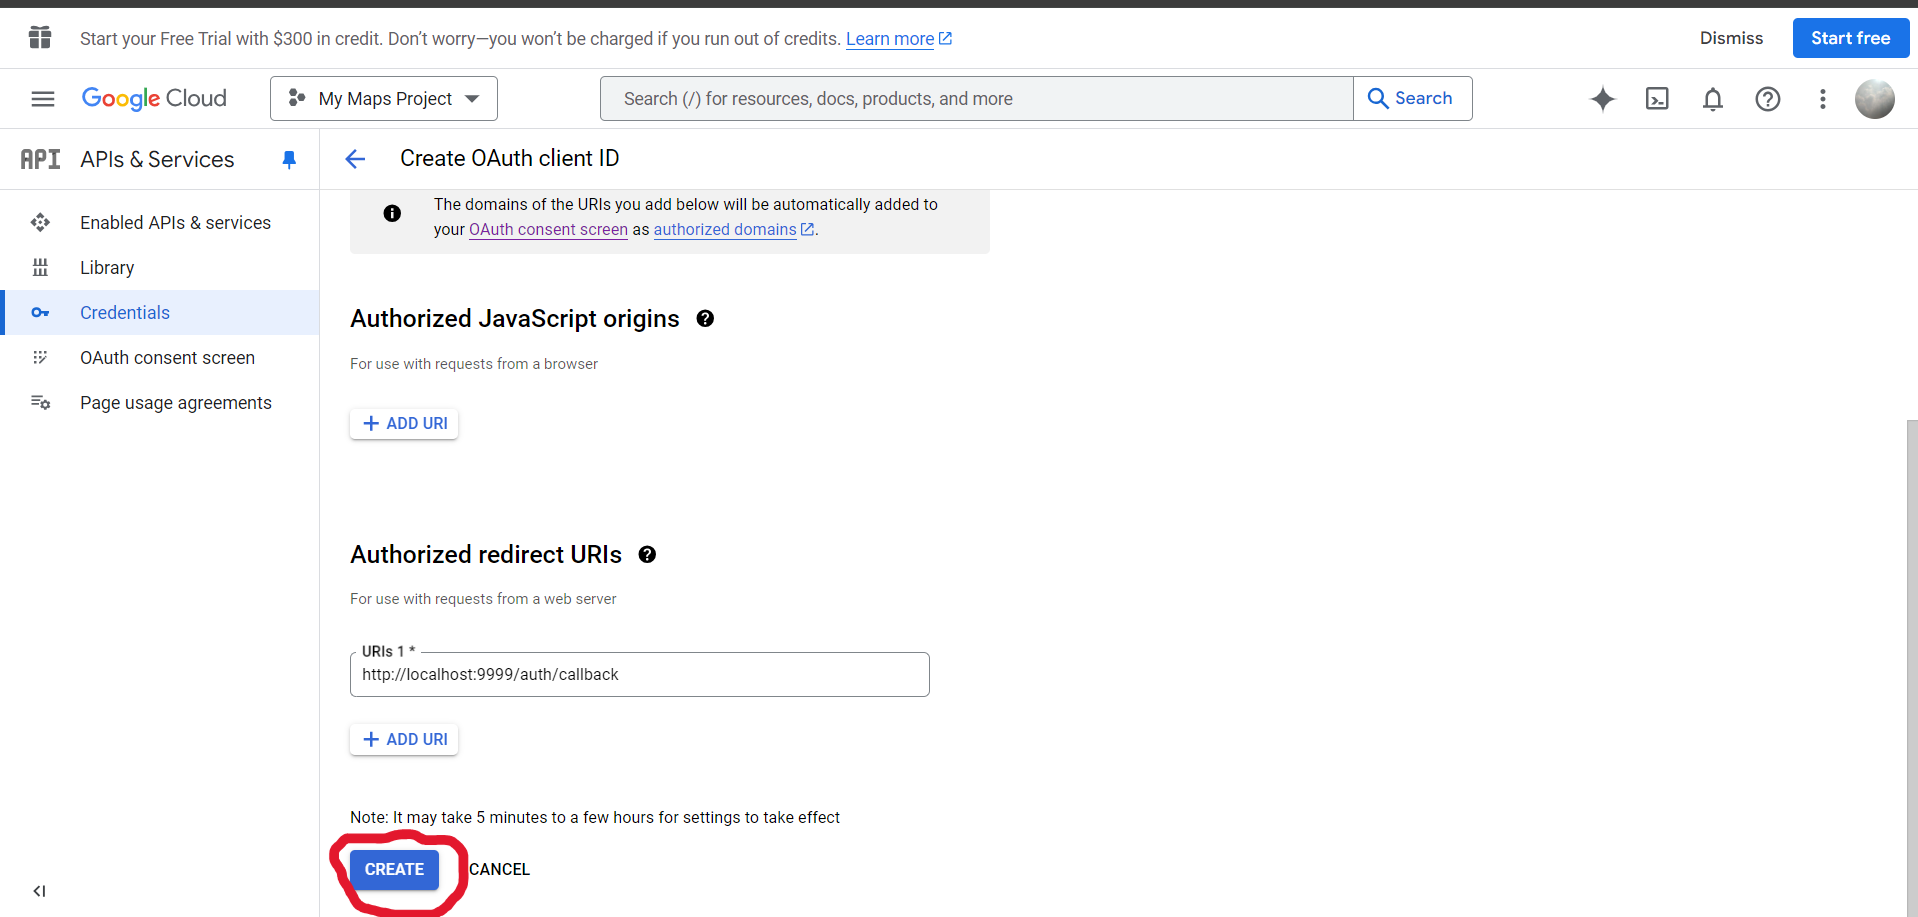 Start your Free Trial with $300 in credit. Don’t worry—you won’t be charged if you run out of credits. Learn more
Dismiss
Start free
Google Cloud
My Maps Project
Search (/) for resources, docs, products, and more
Search
API
APIs & Services
Create OAuth client ID
Enabled APIs & services
Library
Credentials
OAuth consent screen
Page usage agreements
The domains of the URIs you add below will be automatically added to
your OAuth consent screen as authorized domains.
Authorized JavaScript origins
For use with requests from a browser
+ ADD URI
Authorized redirect URIs
For use with requests from a web server
URIs 1 *
http://localhost:9999/auth/callback
+ ADD URI
Note: It may take 5 minutes to a few hours for settings to take effect
CREATE
CANCEL